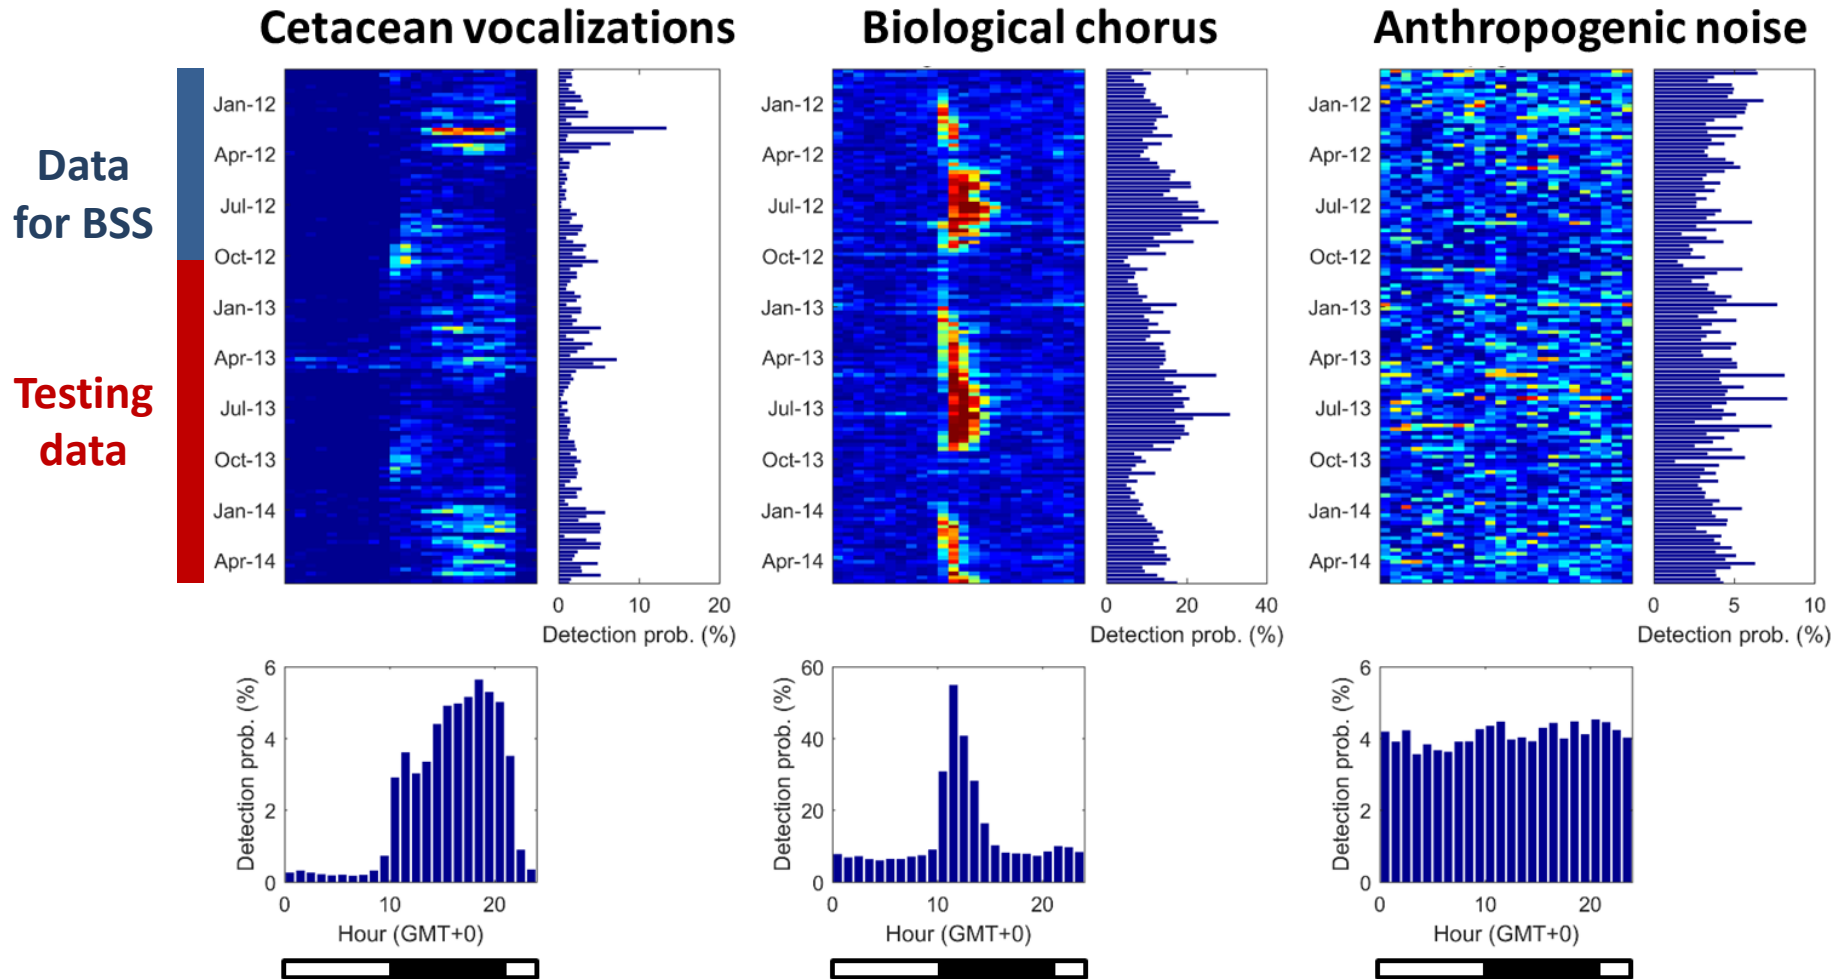 Cetacean vocalizations
Biological chorus
Anthropogenic noise
Data
for BSS
Testing
data
Jan-12
Apr-12
Jul-12
Oct-12
Jan-13
Apr-13
Jul-13
Oct-13
Jan-14
Apr-14
0 10 20
Detection prob. (%)
Jan-12
Apr-12
Jul-12
Oct-12
Jan-13
Apr-13
Jul-13
Oct-13
Jan-14
Apr-14
0 20 40
Detection prob. (%)
Jan-12
Apr-12
Jul-12
Oct-12
Jan-13
Apr-13
Jul-13
Oct-13
Jan-14
Apr-14
0 5 10
Detection prob. (%)
Detection prob. (%)
6
4
2
0
0 10 20
Hour (GMT+0)
Detection prob. (%)
60
40
20
0
0 10 20
Hour (GMT+0)
Detection prob. (%)
6
4
2
0
0 10 20
Hour (GMT+0)